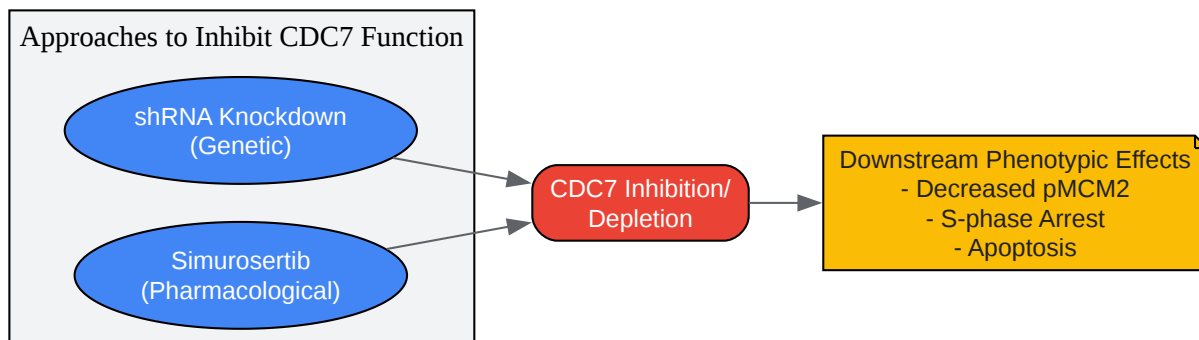 Approaches to Inhibit CDC7 Function
shRNA Knockdown
(Genetic)
Simurosertib
(Pharmacological)
CDC7 Inhibition/
Depletion
Downstream Phenotypic Effects
- Decreased pMCM2
- S-phase Arrest
- Apoptosis